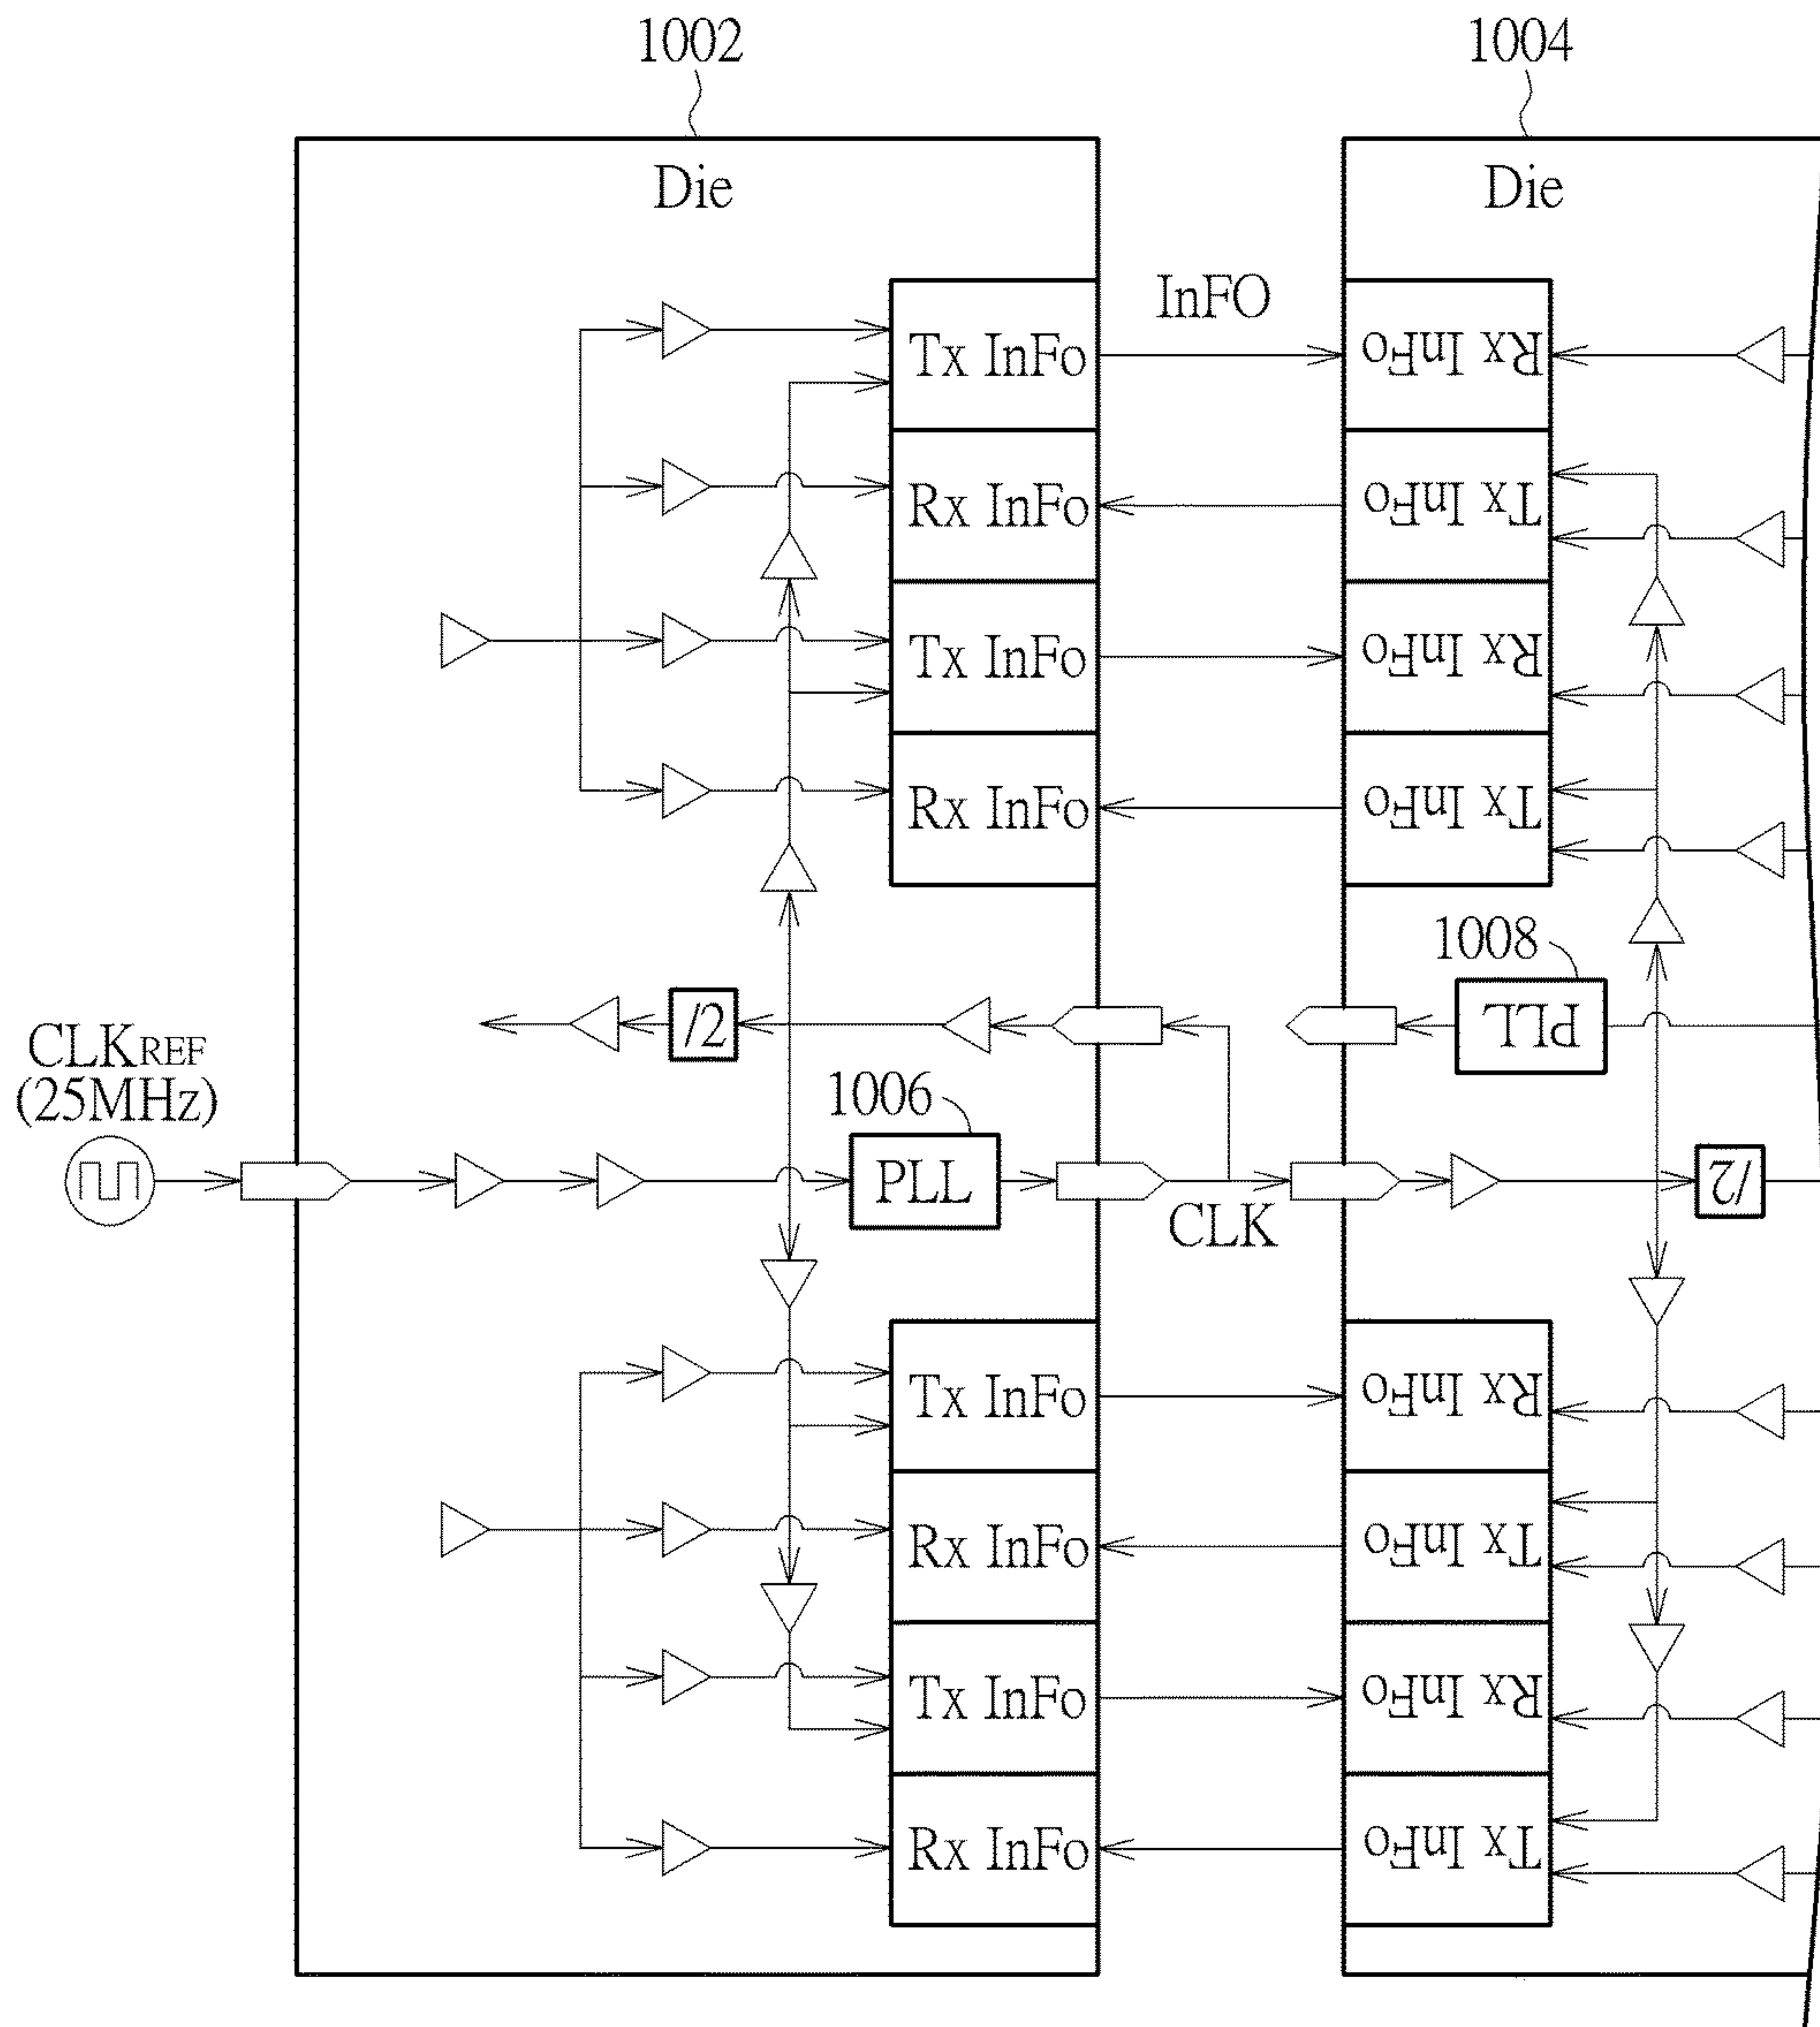 1002
1004
Die
Die
InFO
Tx InFo
Rx InFo
Rx InFo
Tx InFo
Tx InFo
Rx InFo
Rx InFo
Tx InFo
1008
/2
PLL
CLKREF
(25MHz)
1006
PLL
/2
CLK
Tx InFo
Rx InFo
Rx InFo
Tx InFo
Tx InFo
Rx InFo
Rx InFo
Tx InFo